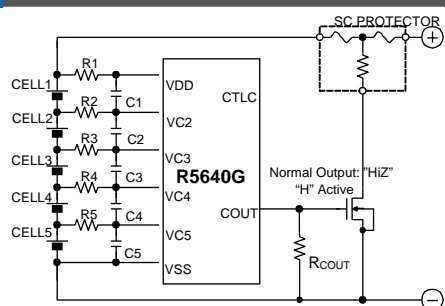 SC PROTECTOR
R1
CELL1
VDD
CTLC
R2
C1
CELL2
VC2
R3
C2
CELL3
VC3
R5640G
R4
C3
VC4
Normal Output: "HiZ"
"H" Active
CELL4
R5
C4
VC5
COUT
CELL5
C5
VSS
RCOUT